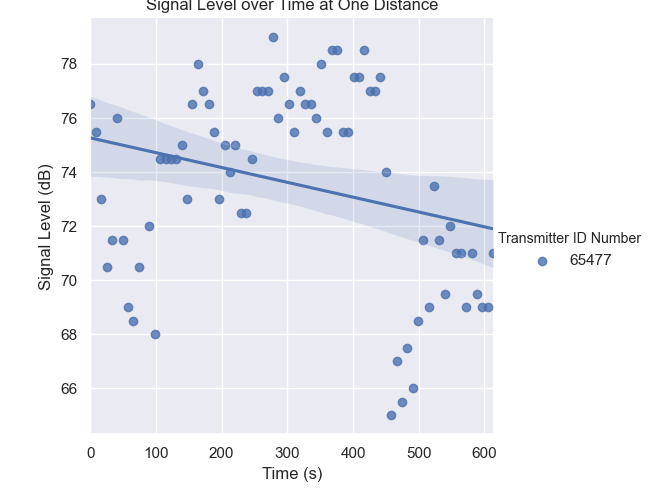 Signal Level over Time at One Distance
Signal Level (dB)
78
76
74
72
70
68
66
0 100 200 300 400 500 600
Time (s)
Transmitter ID Number
65477